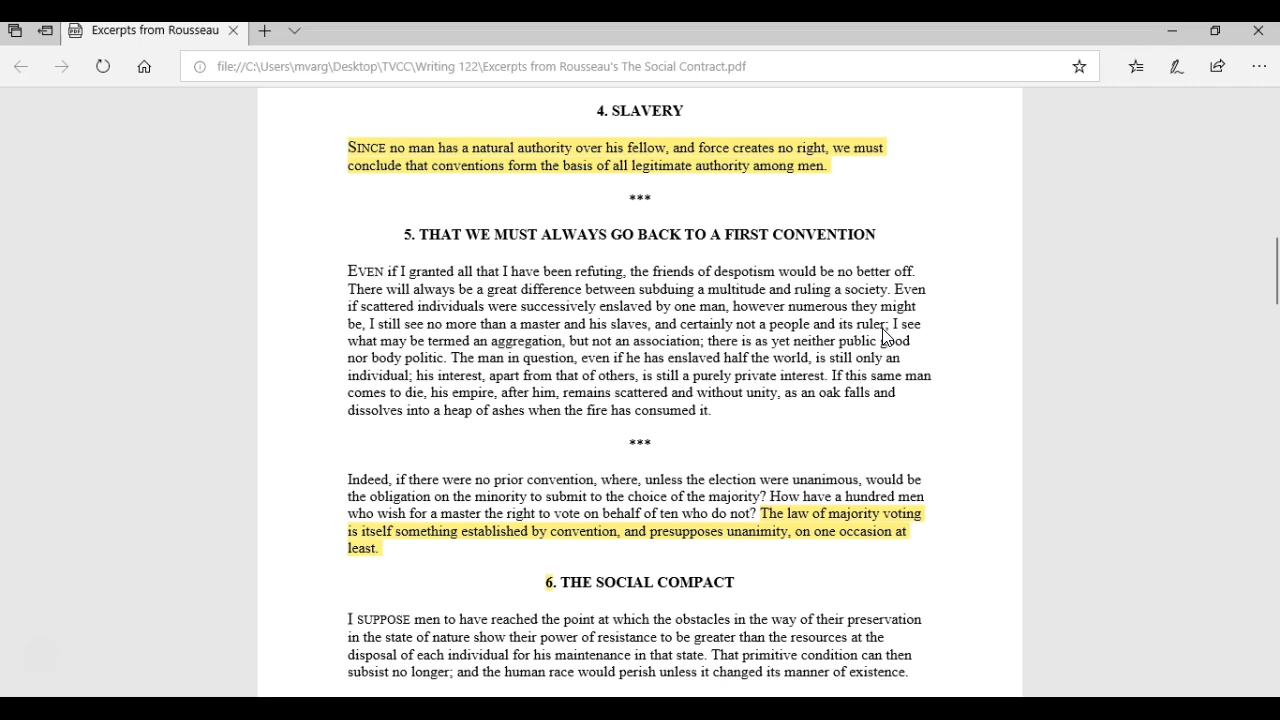 Excerpts from Rousseau
file://C:\Users\mvarg\Desktop\TVCC\Writing 122\Excerpts from Rousseau's The Social Contract.pdf
4. SLAVERY
SINCE no man has a natural authority over his fellow, and force creates no right, we must
conclude that conventions form the basis of all legitimate authority among men.
***
5. THAT WE MUST ALWAYS GO BACK TO A FIRST CONVENTION
EVEN if I granted all that I have been refuting, the friends of despotism would be no better off.
There will always be a great difference between subduing a multitude and ruling a society. Even
if scattered individuals were successively enslaved by one man, however numerous they might
be, I still see no more than a master and his slaves, and certainly not a people and its ruler; I see
what may be termed an aggregation, but not an association; there is as yet neither public good
nor body politic. The man in question, even if he has enslaved half the world, is still only an
individual; his interest, apart from that of others, is still a purely private interest. If this same man
comes to die, his empire, after him, remains scattered and without unity, as an oak falls and
dissolves into a heap of ashes when the fire has consumed it.
***
Indeed, if there were no prior convention, where, unless the election were unanimous, would be
the obligation on the minority to submit to the choice of the majority? How have a hundred men
who wish for a master the right to vote on behalf of ten who do not? The law of majority voting
is itself something established by convention, and presupposes unanimity, on one occasion at
least.
6. THE SOCIAL COMPACT
I SUPPOSE men to have reached the point at which the obstacles in the way of their preservation
in the state of nature show their power of resistance to be greater than the resources at the
disposal of each individual for his maintenance in that state. That primitive condition can then
subsist no longer; and the human race would perish unless it changed its manner of existence.